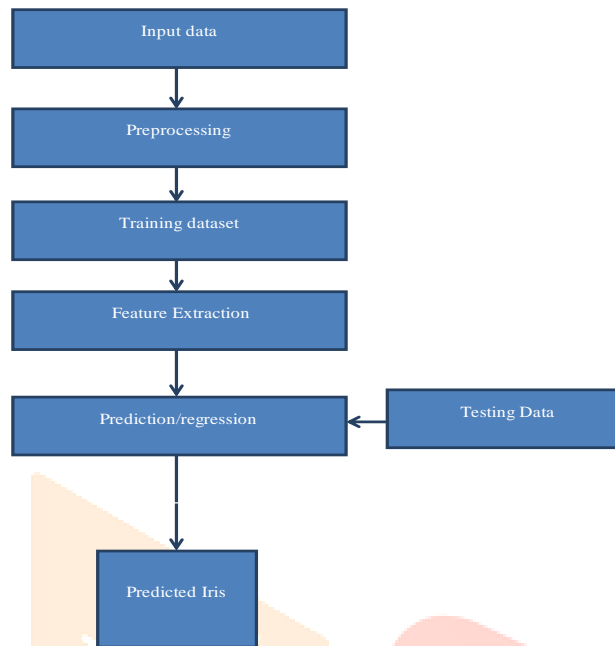 Input data
Preprocessing
Training dataset
Feature Extraction
Prediction/regression
Testing Data
Predicted Iris